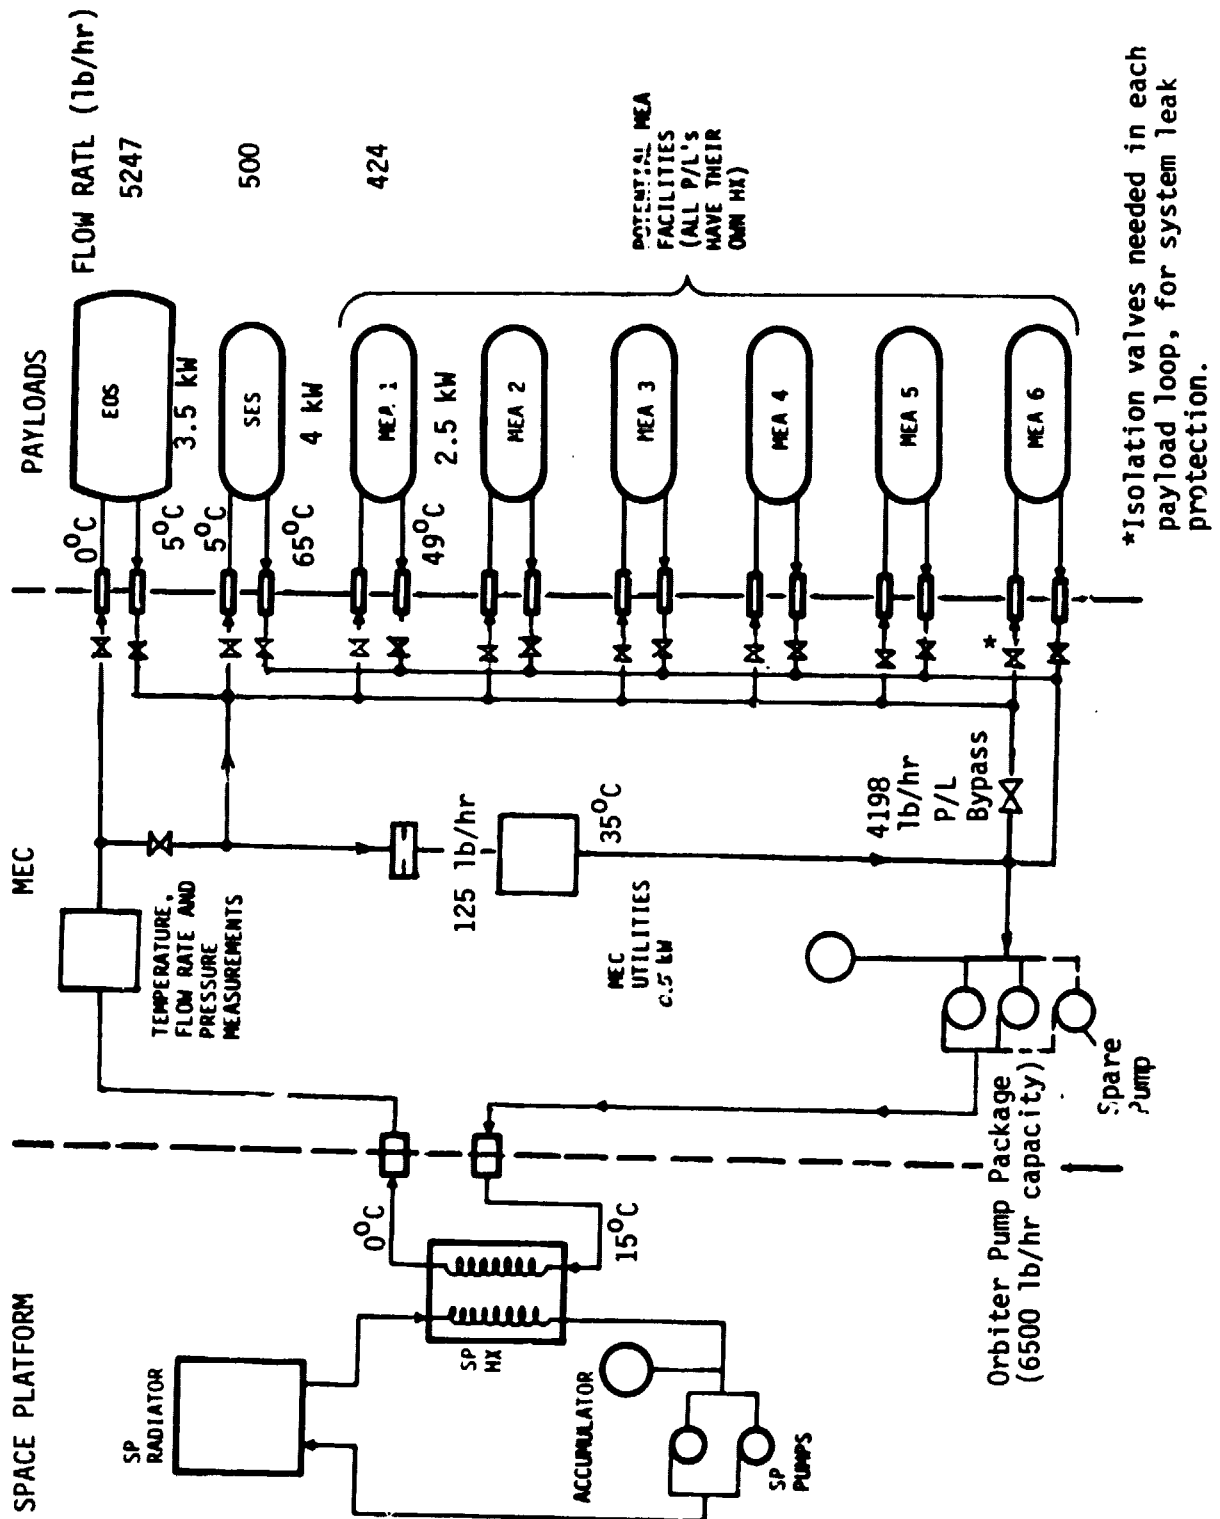 SPACE PLATFORM
MEC
PAYLOADS
FLOW RATL (lb/hr)
SP
RADIATOR
SP
HX
0°C
15°C
ACCUMULATOR
SP
PUMPS
TEMPERATURE,
FLOW RATE AND
PRESSURE
MEASUREMENTS
125 lb/hr
35°C
MEC
UTILITIES
0.5 kW
4198
lb/hr
P/L
Bypass
Orbiter Pump Package
(6500 lb/hr capacity)
Spare
Pump
0°C
EOS
3.5 kW
5247
5°C
5°C
SES
4 kW
500
65°C
MEA 1
2.5 kW
424
49°C
MEA 2
MEA 3
MEA 4
MEA 5
MEA 6
*
POTENTIAL MEA
FACILITIES
(ALL P/L's
HAVE THEIR
OWN HX)
*Isolation valves needed in each
payload loop, for system leak
protection.